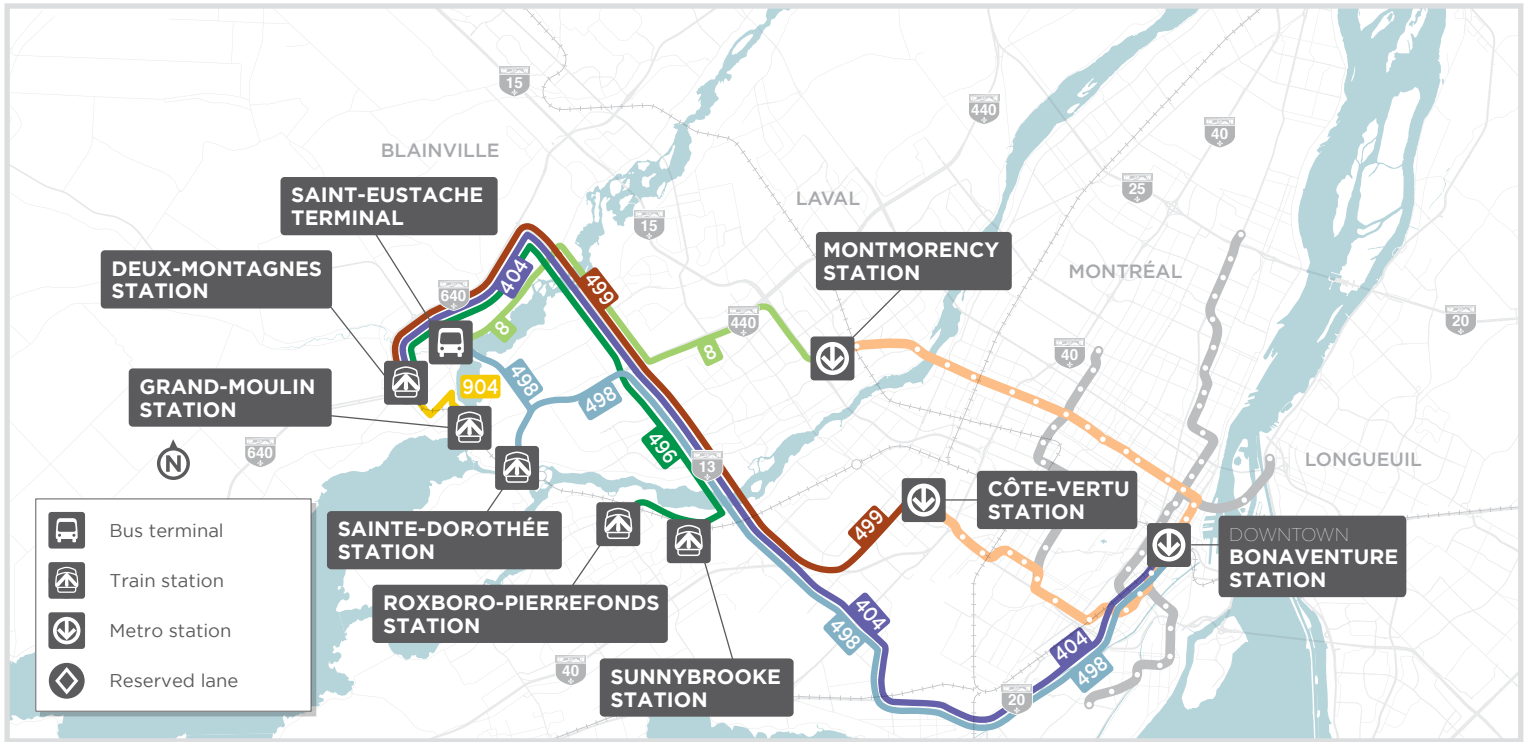 15
440
40
BLAINVILLE
SAINT-EUSTACHE
TERMINAL
25
LAVAL
15
MONTMORENCY
STATION
DEUX-MONTAGNES
STATION
404
MONTRÉAL
499
640
8
440
20
8
40
GRAND-MOULIN
STATION
904
498
498
640
N
496
13
LONGUEUIL
CÔTE-VERTU
STATION
499
SAINTE-DOROTHÉE
STATION
DOWNTOWN
BONAVENTURE
STATION
Bus terminal
Train station
Metro station
Reserved lane
ROXBORO-PIERREFONDS
STATION
404
498
404
498
40
SUNNYBROOKE
STATION
20